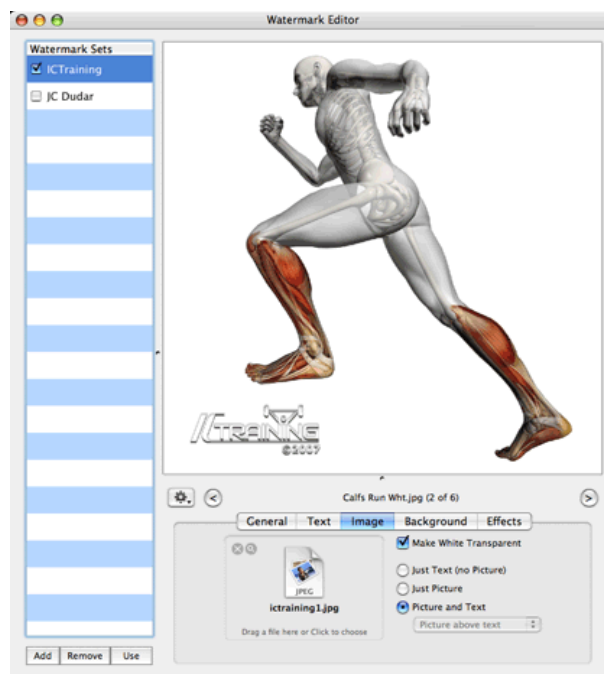 Watermark Editor
Watermark Sets
ICTraining
JC Dudar
ICTRAINING
©2007
Calfs Run Wht.jpg (2 of 6)
General Text Image Background Effects
Make White Transparent
Just Text (no Picture)
JPEG
Just Picture
ictraining1.jpg
Picture and Text
Drag a file here or Click to choose
Picture above text
Add Remove Use